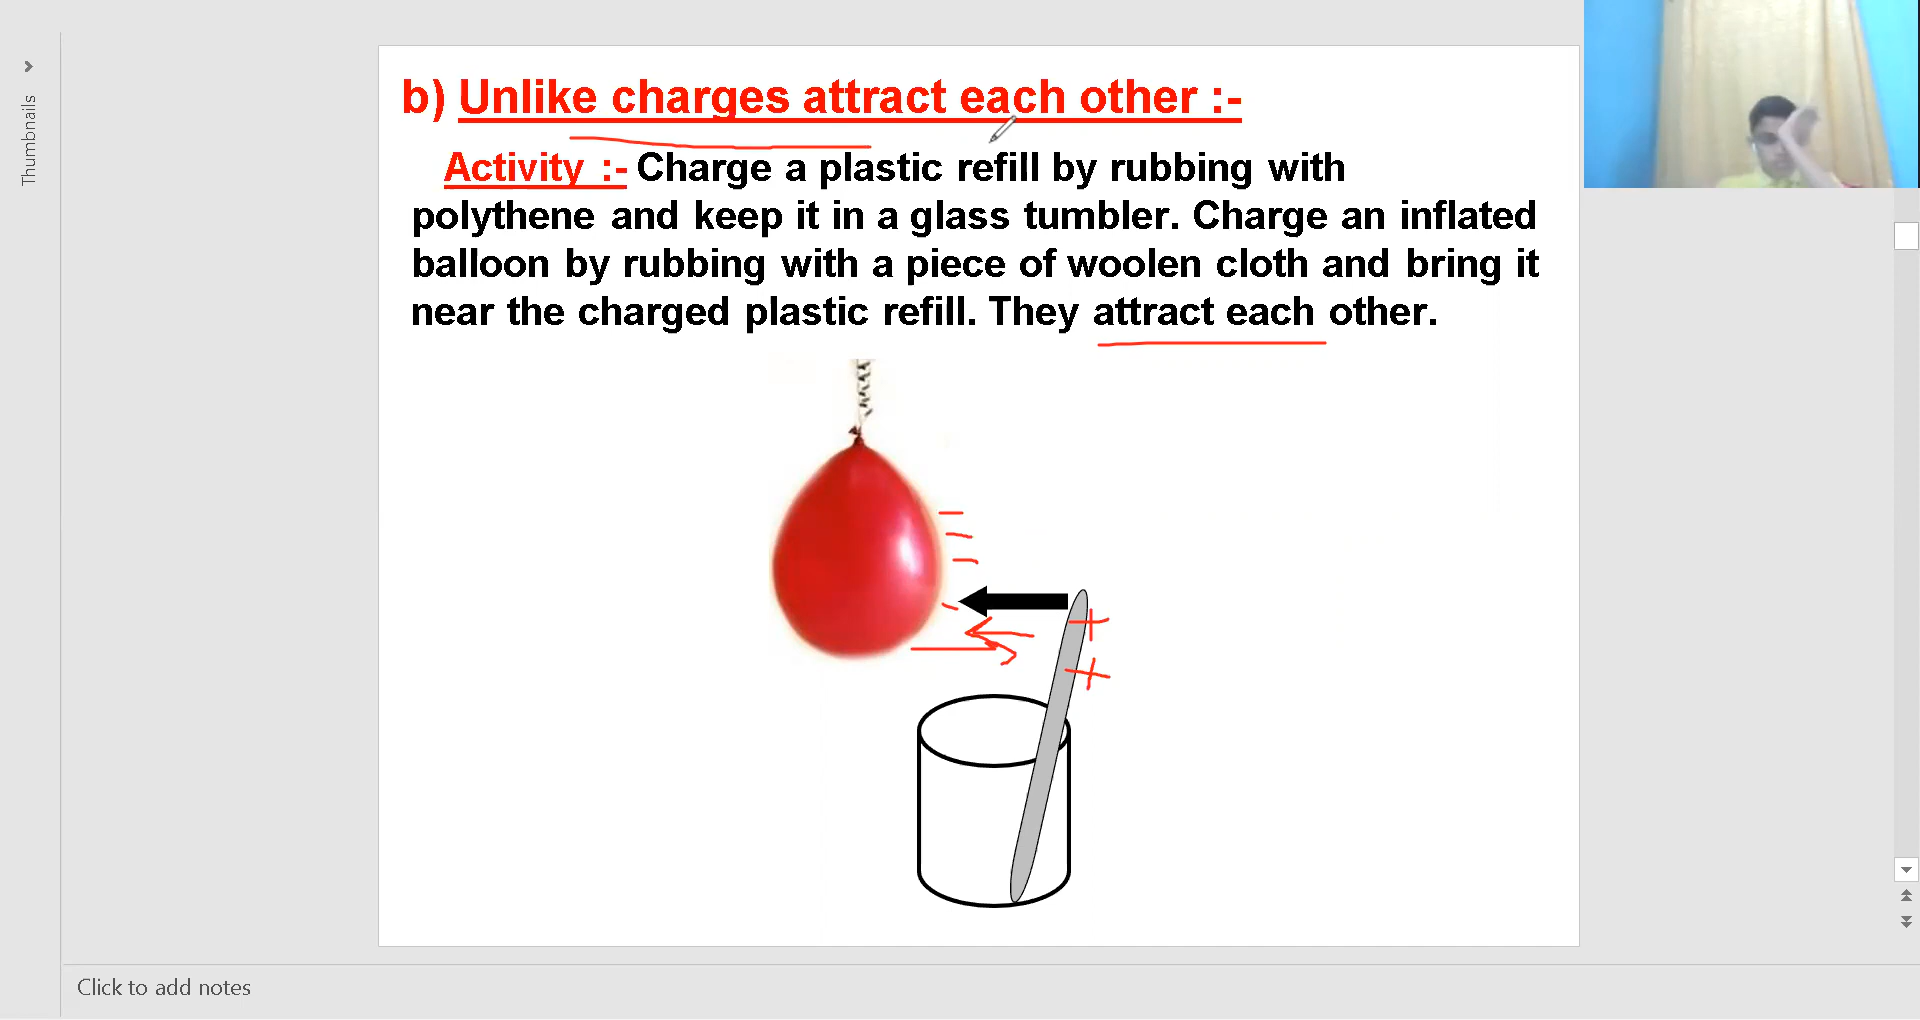 Thumbnails
b) Unlike charges attract each other :-
Activity :- Charge a plastic refill by rubbing with
polythene and keep it in a glass tumbler. Charge an inflated
balloon by rubbing with a piece of woolen cloth and bring it
near the charged plastic refill. They attract each other.
Click to add notes